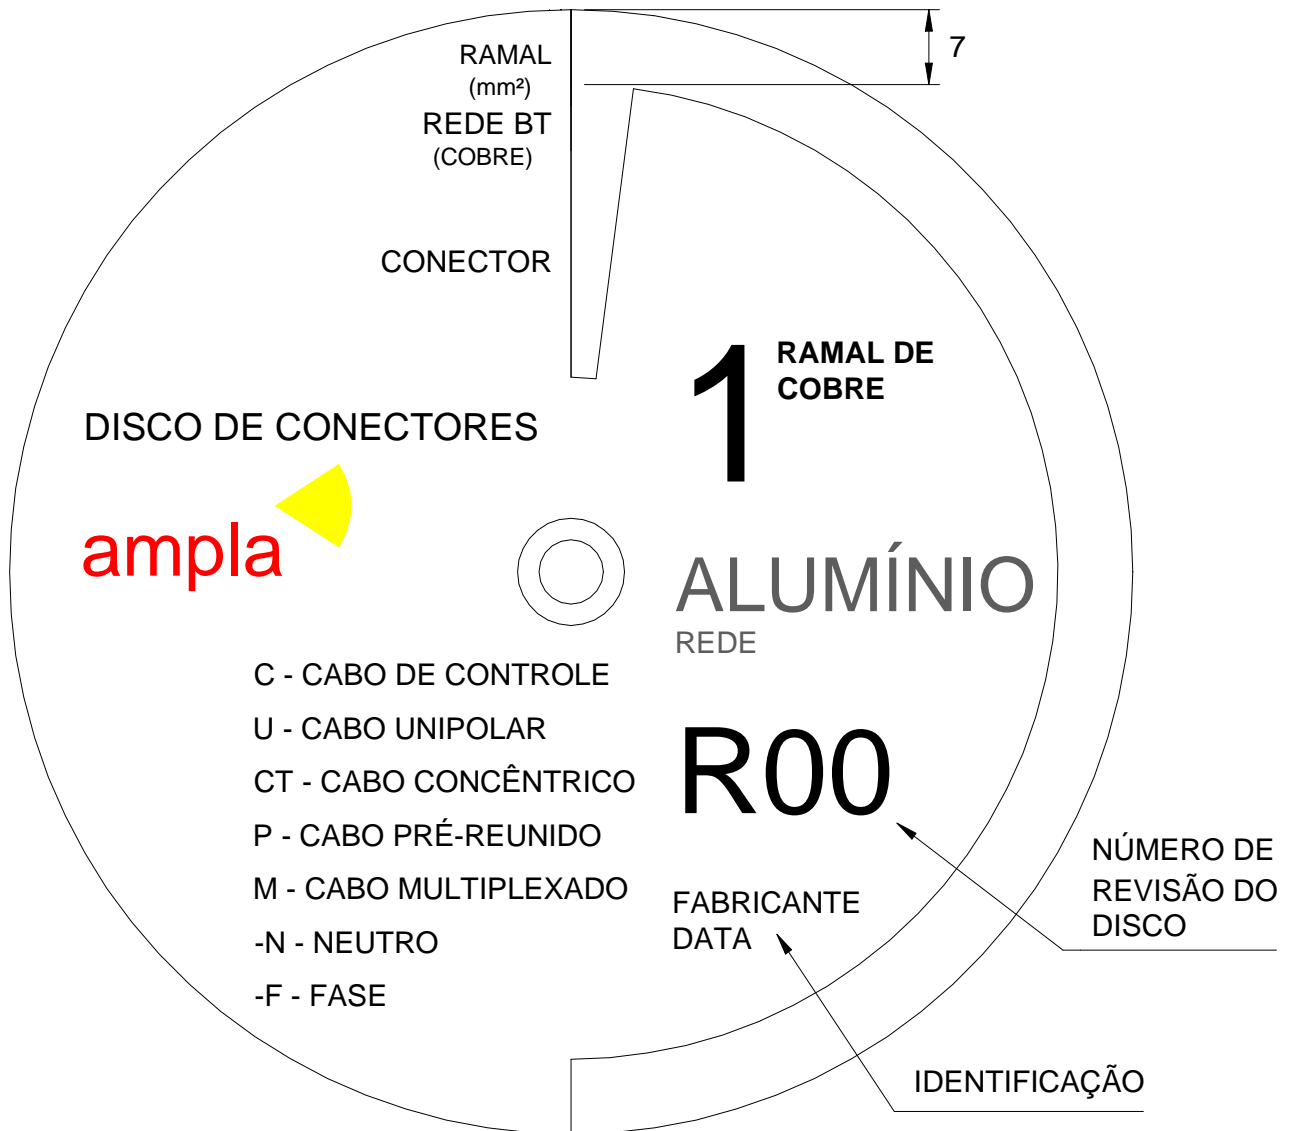 7
RAMAL
(mm²)
REDE BT
(COBRE)
CONECTOR
1
RAMAL DE
COBRE
DISCO DE CONECTORES
ampla
ALUMÍNIO
REDE
C - CABO DE CONTROLE
U - CABO UNIPOLAR
CT - CABO CONCÊNTRICO
P - CABO PRÉ-REUNIDO
M - CABO MULTIPLEXADO
-N - NEUTRO
-F - FASE
R00
FABRICANTE
DATA
NÚMERO DE
REVISÃO DO
DISCO
IDENTIFICAÇÃO